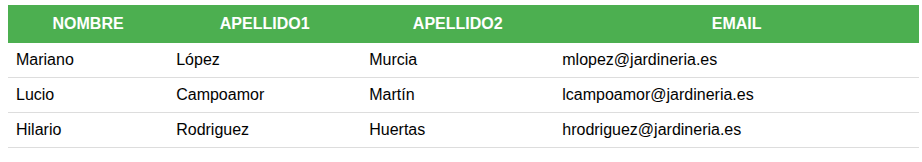 NOMBRE APELLIDO1 APELLIDO2 EMAIL
Mariano López Murcia mlopez@jardineria.es
Lucio Campoamor Martín lcampoamor@jardineria.es
Hilario Rodriguez Huertas hrodriguez@jardineria.es